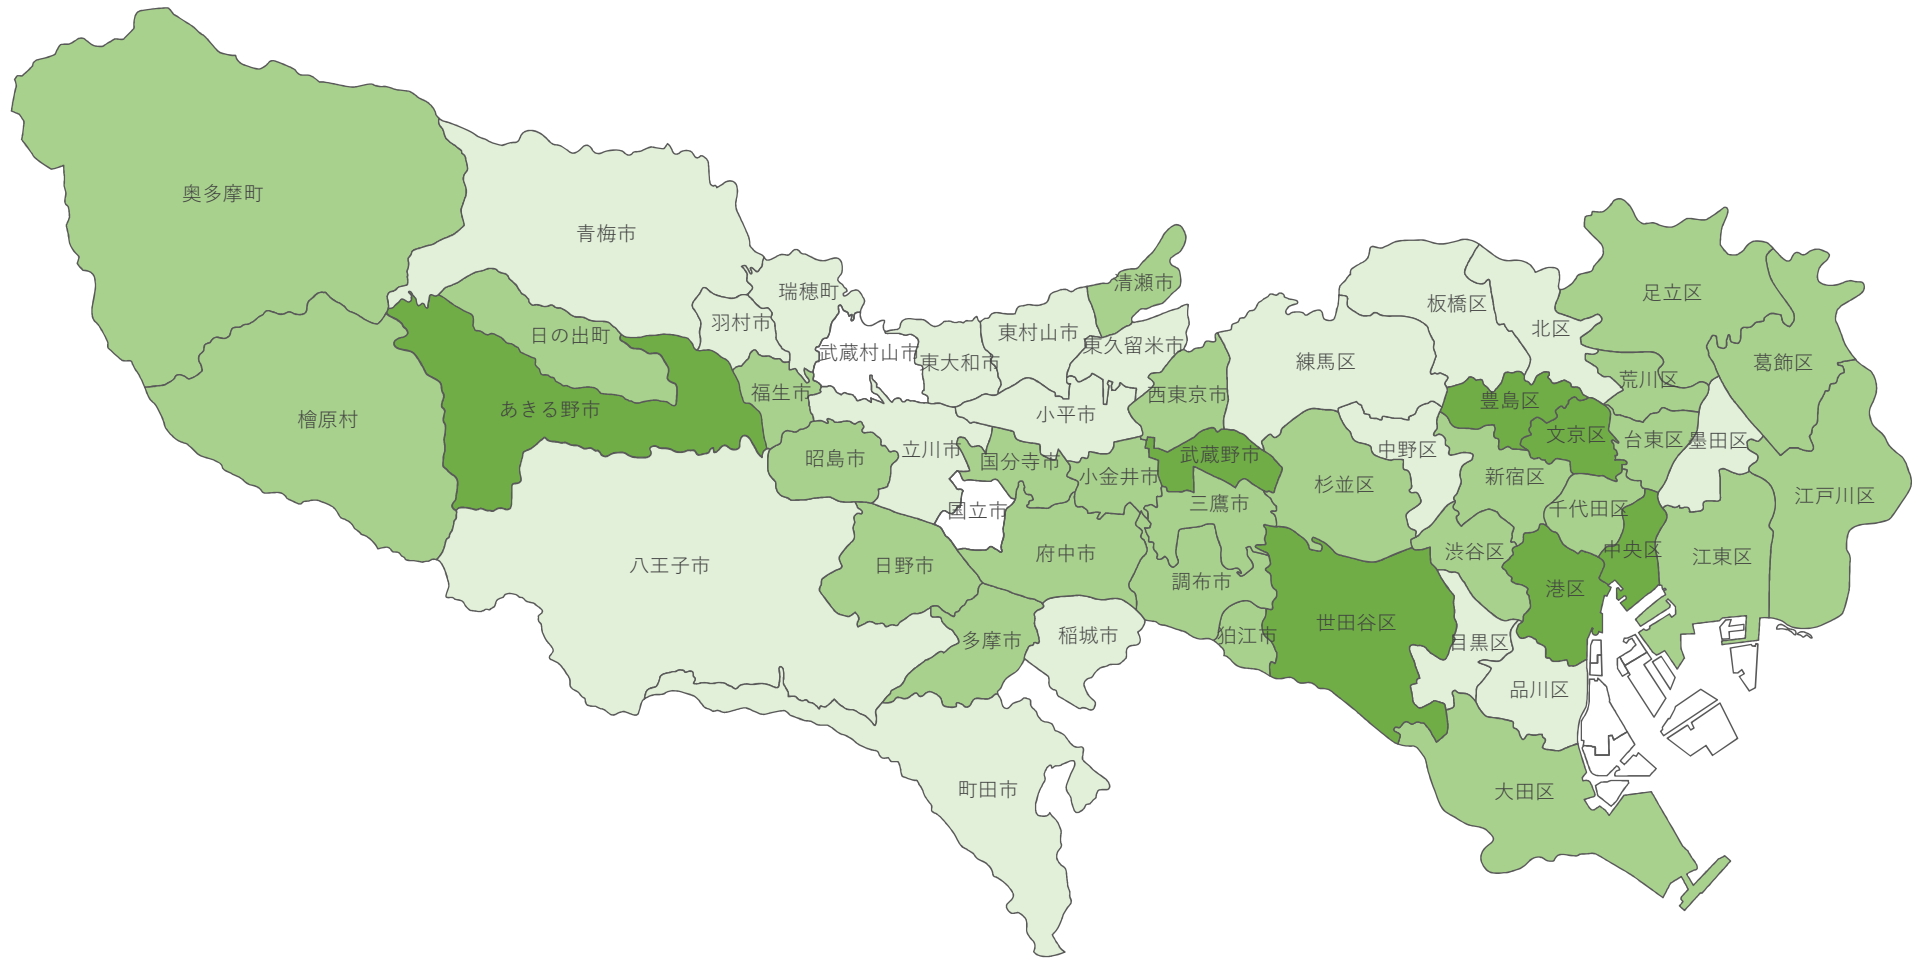 奥多摩町
青梅市
瑞穂町
羽村市
日の出町
檜原村
あきる野市
福生市
武蔵村山市
東大和市
東村山市
清瀬市
東久留米市
西東京市
小平市
立川市
昭島市
国分寺市
小金井市
武蔵野市
国立市
三鷹市
八王子市
日野市
府中市
調布市
狛江市
多摩市
稲城市
町田市
練馬区
板橋区
北区
足立区
葛飾区
荒川区
豊島区
文京区
台東区
墨田区
中野区
杉並区
新宿区
千代田区
江戸川区
渋谷区
中央区
江東区
港区
世田谷区
目黒区
品川区
大田区